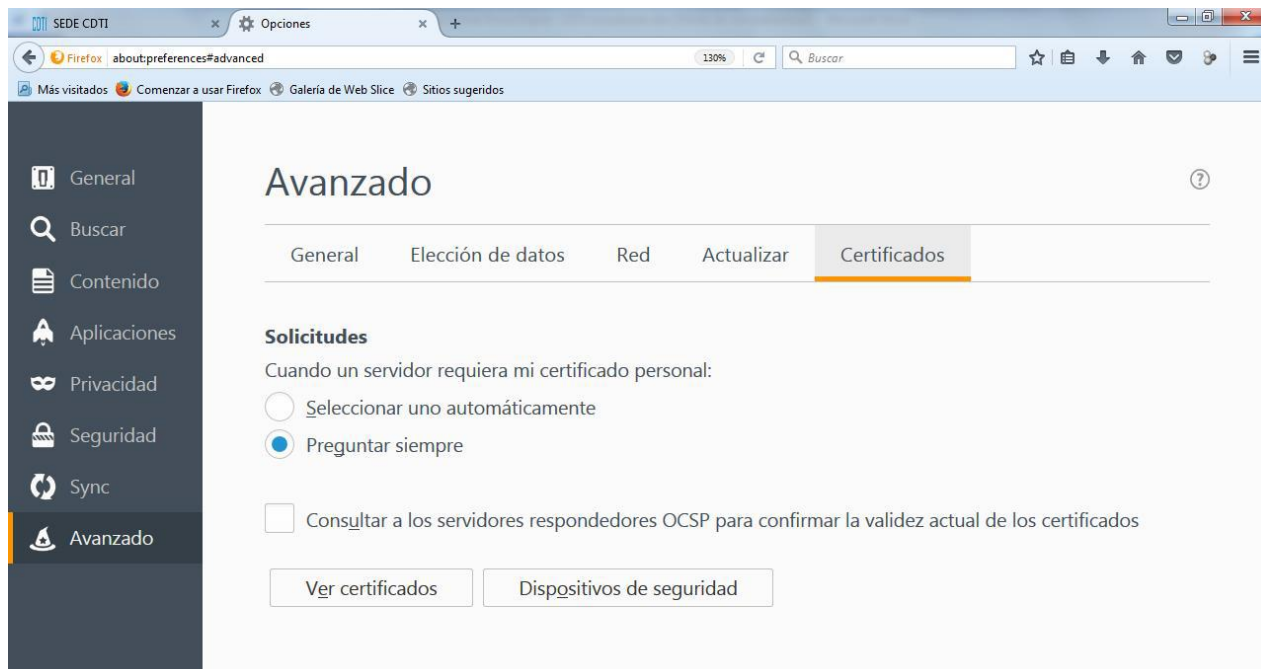 SEDE CDTI
Opciones
Firefox about:preferences#advanced 130% Buscar
Más visitados Comenzar a usar Firefox Galería de Web Slice Sitios sugeridos
General
Buscar
Contenido
Aplicaciones
Privacidad
Seguridad
Sync
Avanzado
Avanzado
General Elección de datos Red Actualizar Certificados
Solicitudes
Cuando un servidor requiera mi certificado personal:
Seleccionar uno automáticamente
Preguntar siempre
Consultar a los servidores respondedores OCSP para confirmar la validez actual de los certificados
Ver certificados Dispositivos de seguridad